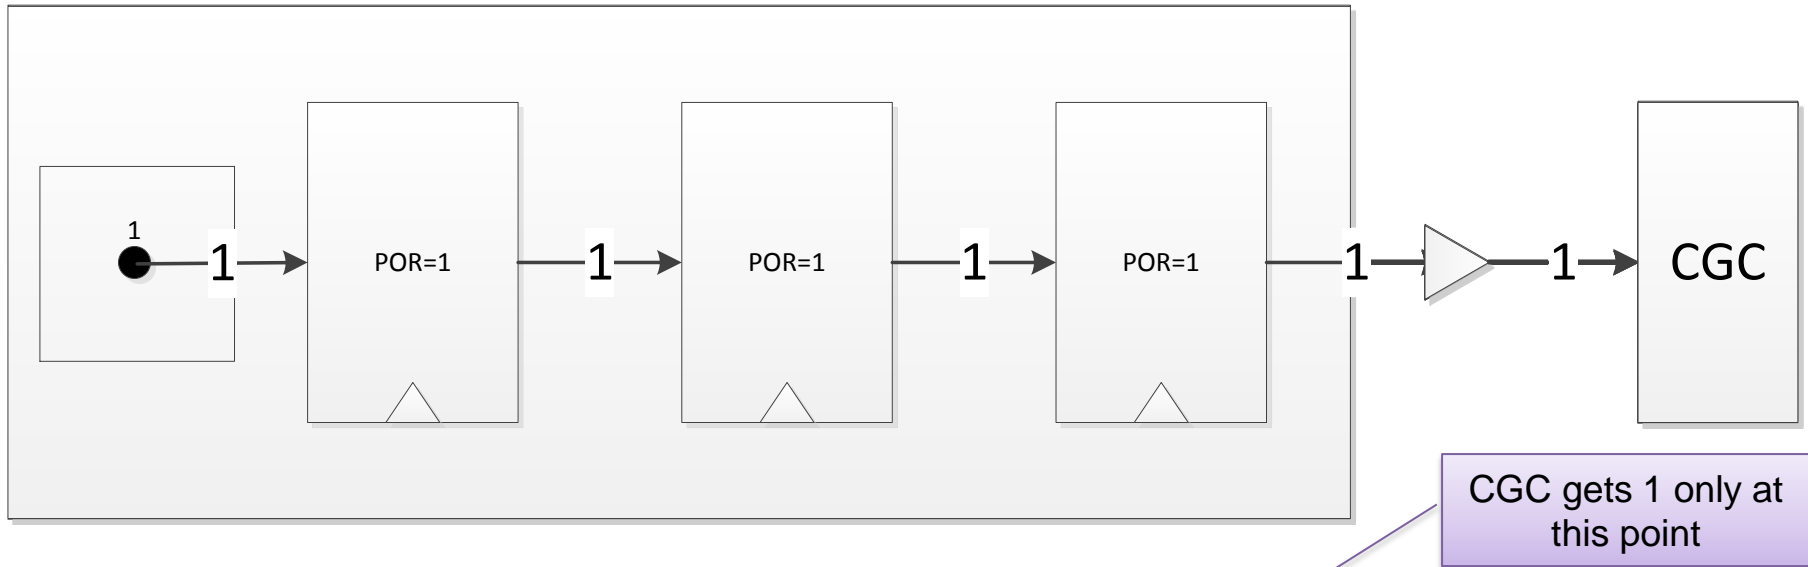 1
1
POR=1
1
POR=1
1
POR=1
1
1
CGC
CGC gets 1 only at
this point